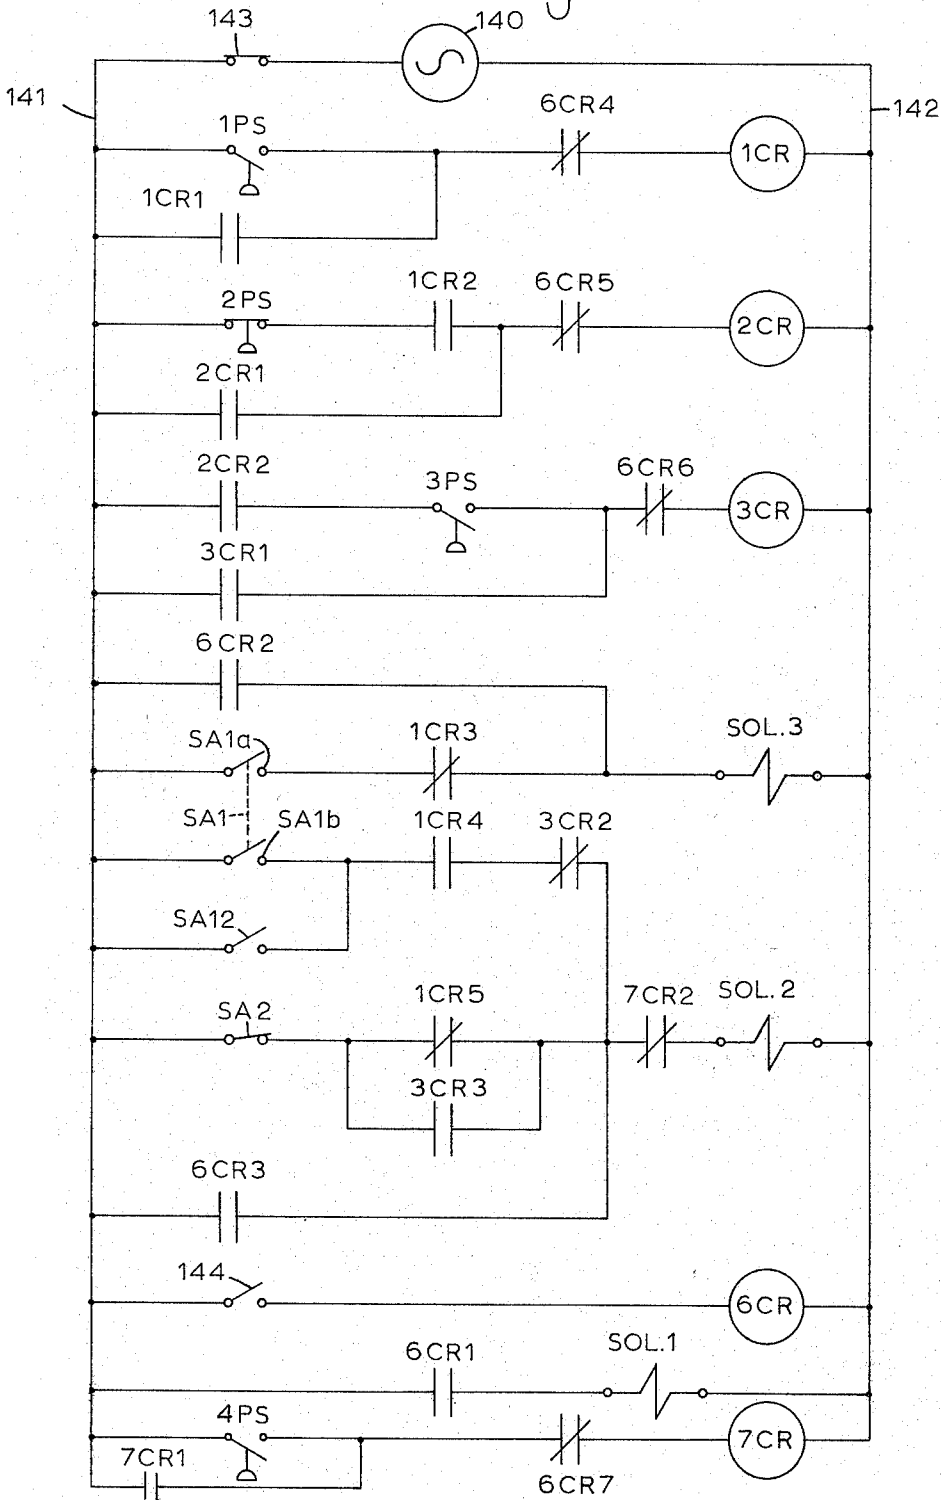 143
140
141
142
1PS
6CR4
1CR
1CR1
2PS
1CR2
6CR5
2CR
2CR1
2CR2
3PS
6CR6
3CR
3CR1
6CR2
SA1a
1CR3
SOL.3
SA1
SA1b
1CR4
3CR2
SA12
SA2
1CR5
7CR2
SOL.2
3CR3
6CR3
144
6CR
6CR1
SOL.1
4PS
7CR
7CR1
6CR7